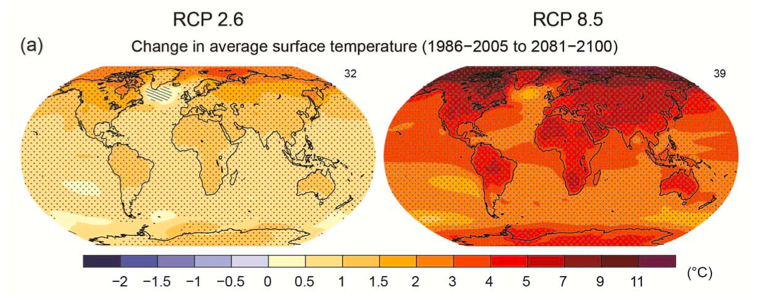 RCP 2.6 RCP 8.5
(a) Change in average surface temperature (1986−2005 to 2081−2100)
32 39
−2 −1.5 −1 −0.5 0 0.5 1 1.5 2 3 4 5 7 9 11 (°C)